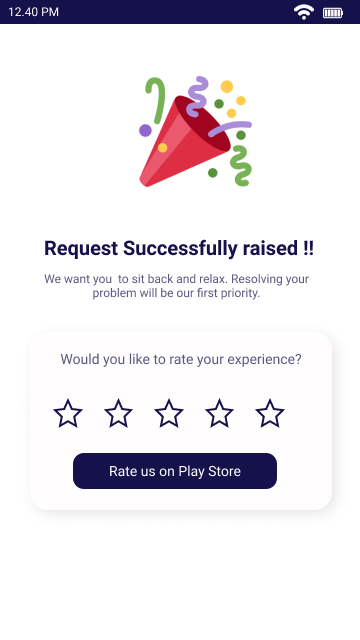 12.40 PM
Request Successfully raised !!
We want you  to sit back and relax. Resolving your
problem will be our first priority.
Would you like to rate your experience?
Rate us on Play Store